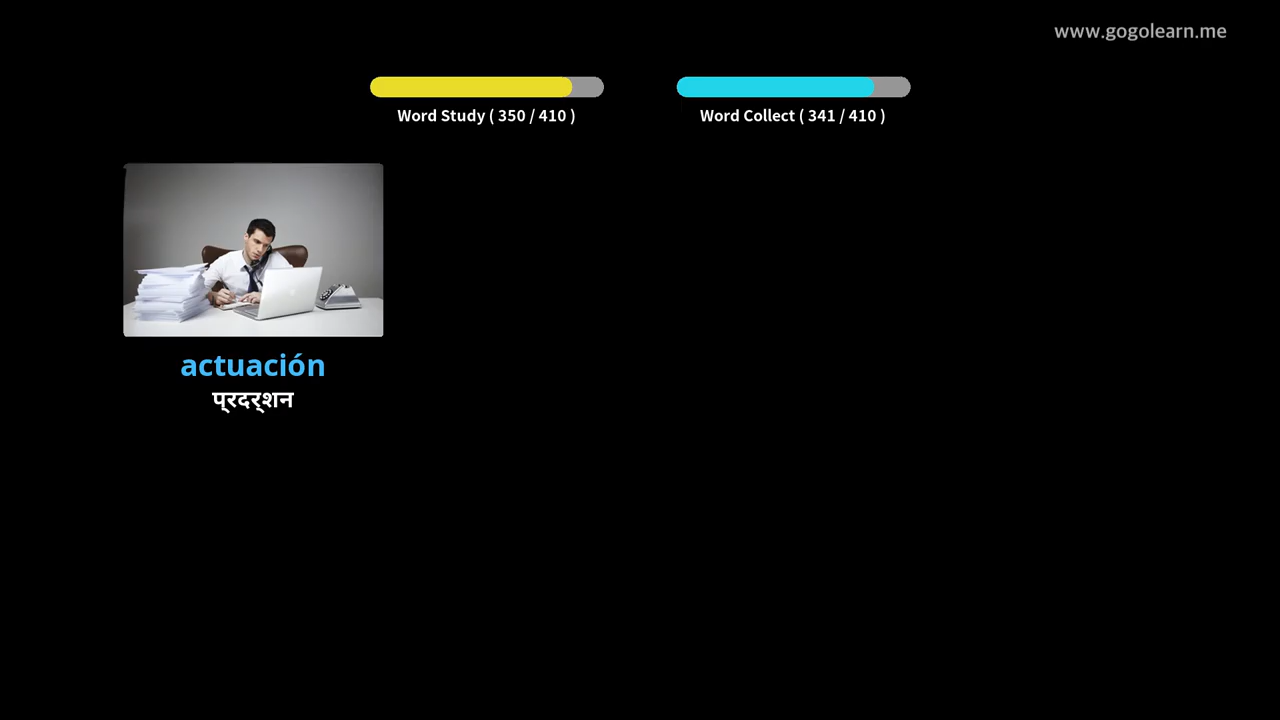 www.gogolearn.me
Word Study ( 350 / 410 )
Word Collect ( 341 / 410 )
actuación
प्रदर्शन